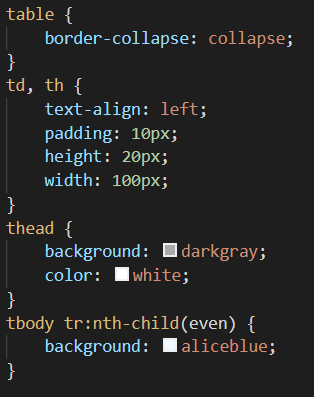 table {
    border-collapse: collapse;
}
td, th {
    text-align: left;
    padding: 10px;
    height: 20px;
    width: 100px;
}
thead {
    background: darkgray;
    color: white;
}
tbody tr:nth-child(even) {
    background: aliceblue;
}